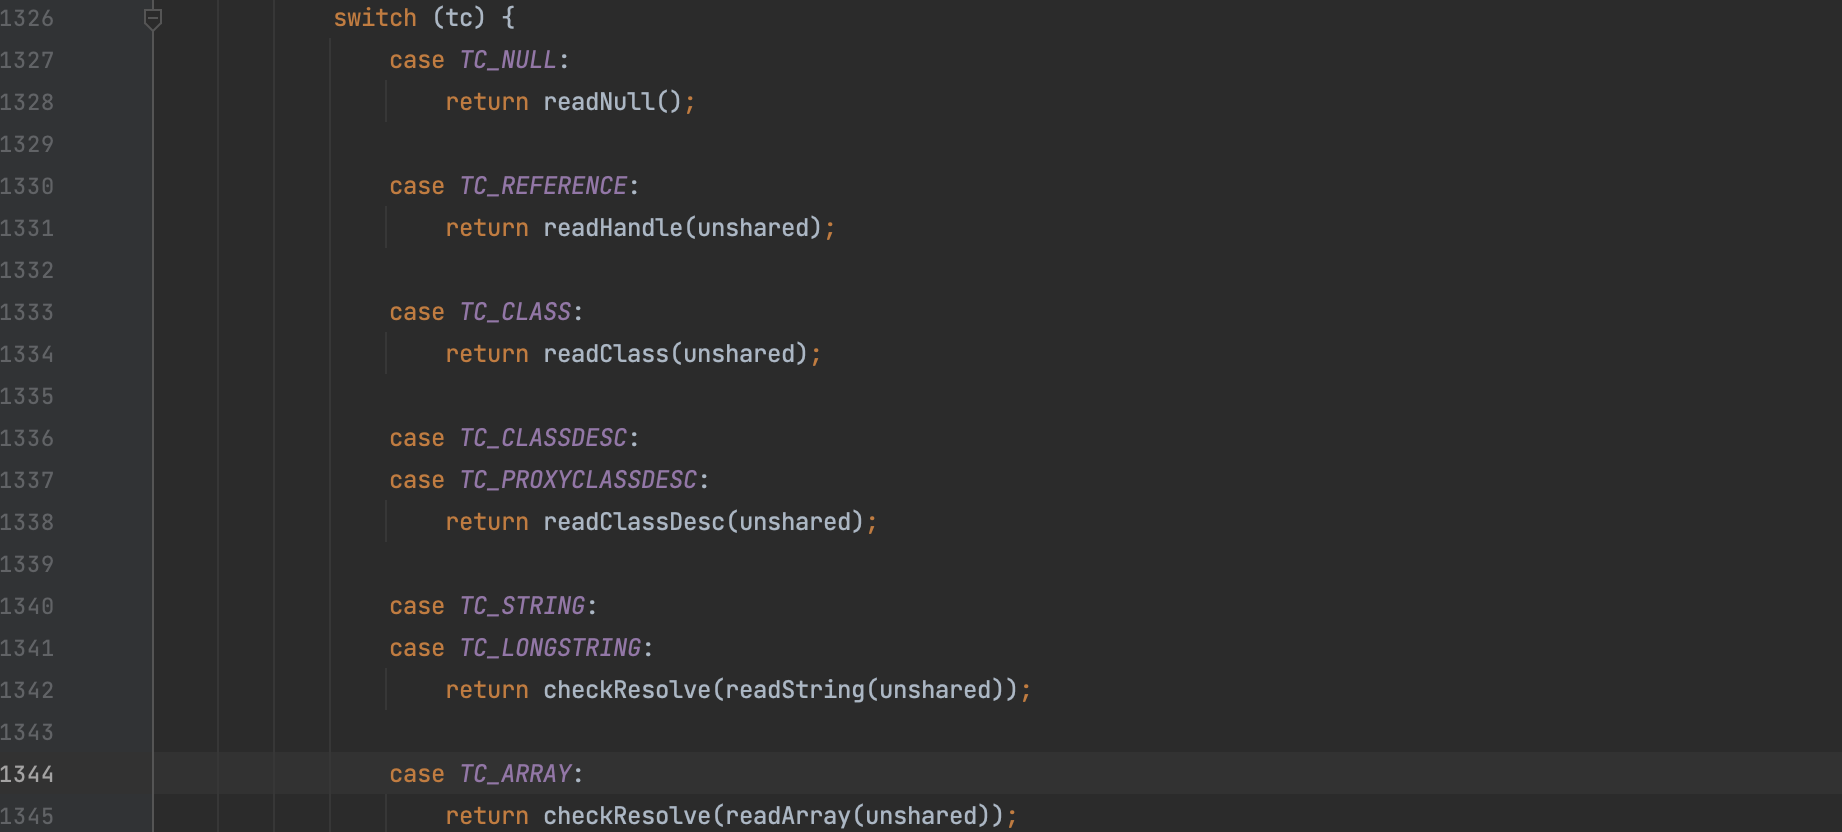 1326 switch (tc) {
1327 case TC_NULL:
1328 return readNull();
1329
1330 case TC_REFERENCE:
1331 return readHandle(unshared);
1332
1333 case TC_CLASS:
1334 return readClass(unshared);
1335
1336 case TC_CLASSDESC:
1337 case TC_PROXYCLASSDESC:
1338 return readClassDesc(unshared);
1339
1340 case TC_STRING:
1341 case TC_LONGSTRING:
1342 return checkResolve(readString(unshared));
1343
1344 case TC_ARRAY:
1345 return checkResolve(readArray(unshared));